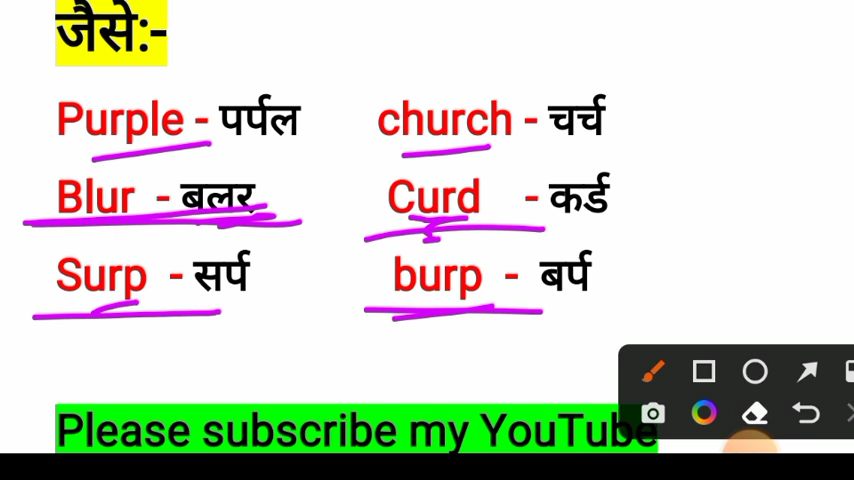 जैसे:-
Purple - पर्पल church - चर्च
Blur - बलर Curd - कर्ड
Surp - सर्प burp - बर्प
Please subscribe my YouTube